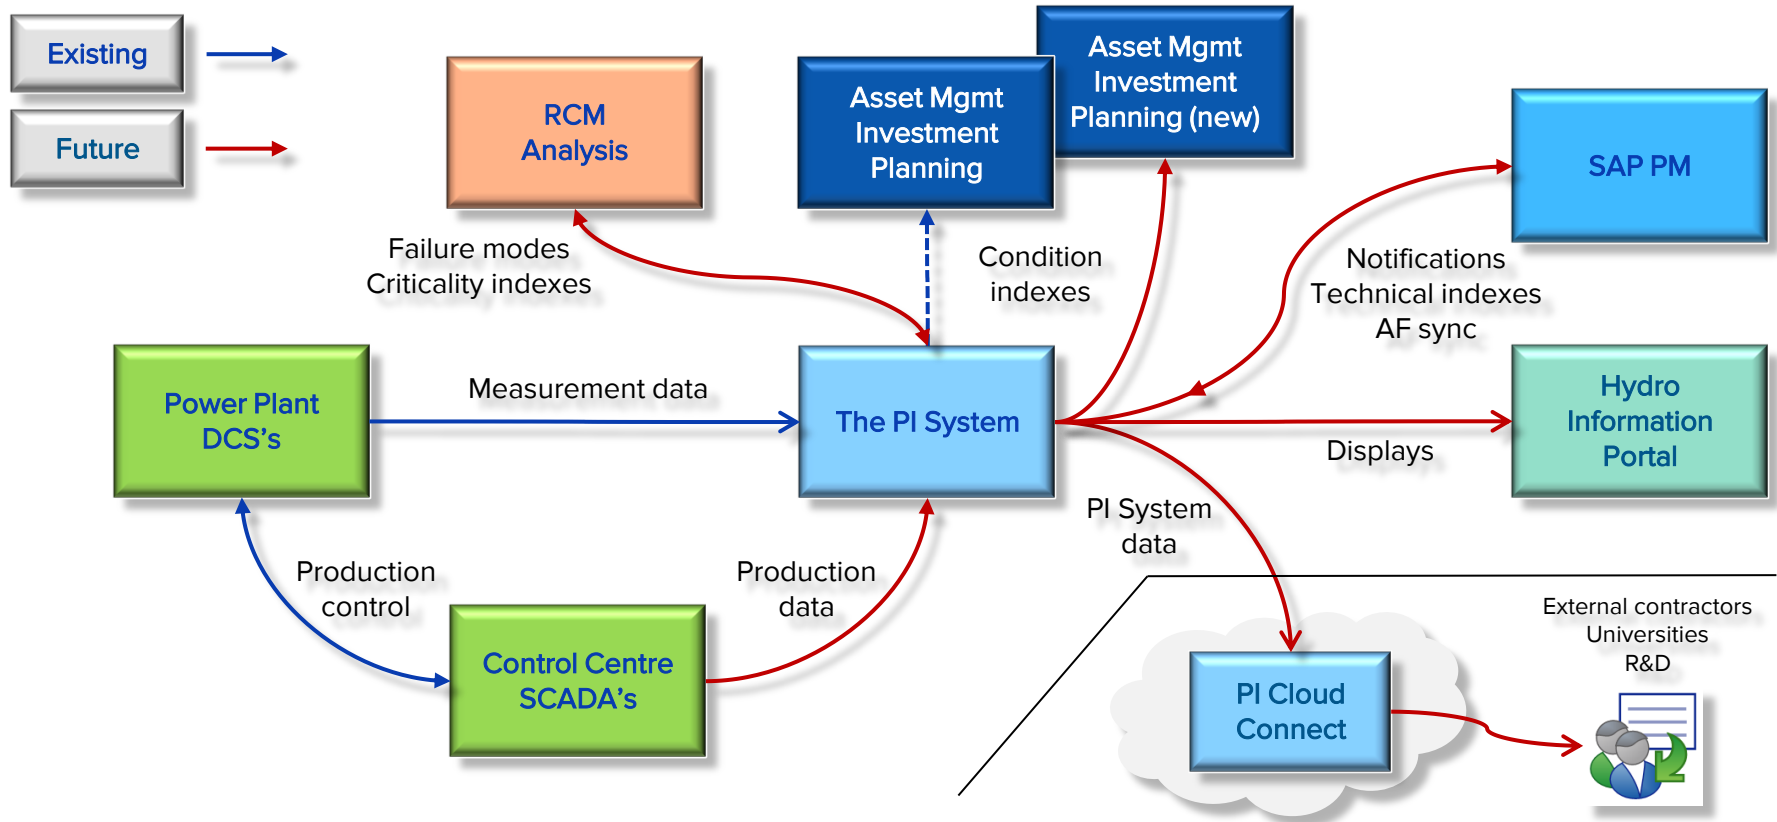 Existing
Future
RCM
Analysis
Asset Mgmt
Investment
Planning
Asset Mgmt
Investment
Planning (new)
SAP PM
Failure modes
Criticality indexes
Condition
indexes
Notifications
Technical indexes
AF sync
Power Plant
DCS’s
Measurement data
The PI System
Hydro
Information
Portal
Displays
Production
control
Production
data
PI System
data
Control Centre
SCADA’s
PI Cloud
Connect
External contractors
Universities
R&D